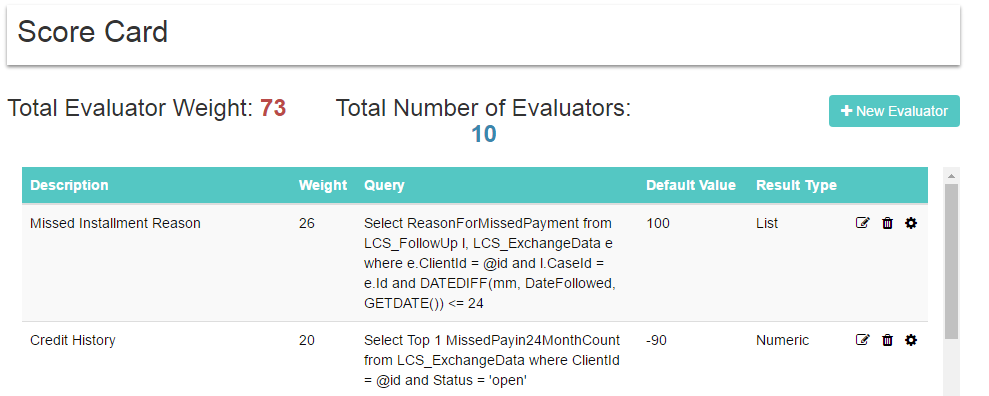 Score Card
Total Evaluator Weight: 73
Total Number of Evaluators:
10
+ New Evaluator
Description Weight Query Default Value Result Type
Missed Installment Reason 26 Select ReasonForMissedPayment from 100 List
LCS_FollowUp l, LCS_ExchangeData e
where e.ClientId = @id and l.CaseId =
e.Id and DATEDIFF(mm, DateFollowed,
GETDATE()) <= 24
Credit History 20 Select Top 1 MissedPayin24MonthCount -90 Numeric
from LCS_ExchangeData where ClientId
= @id and Status = 'open'